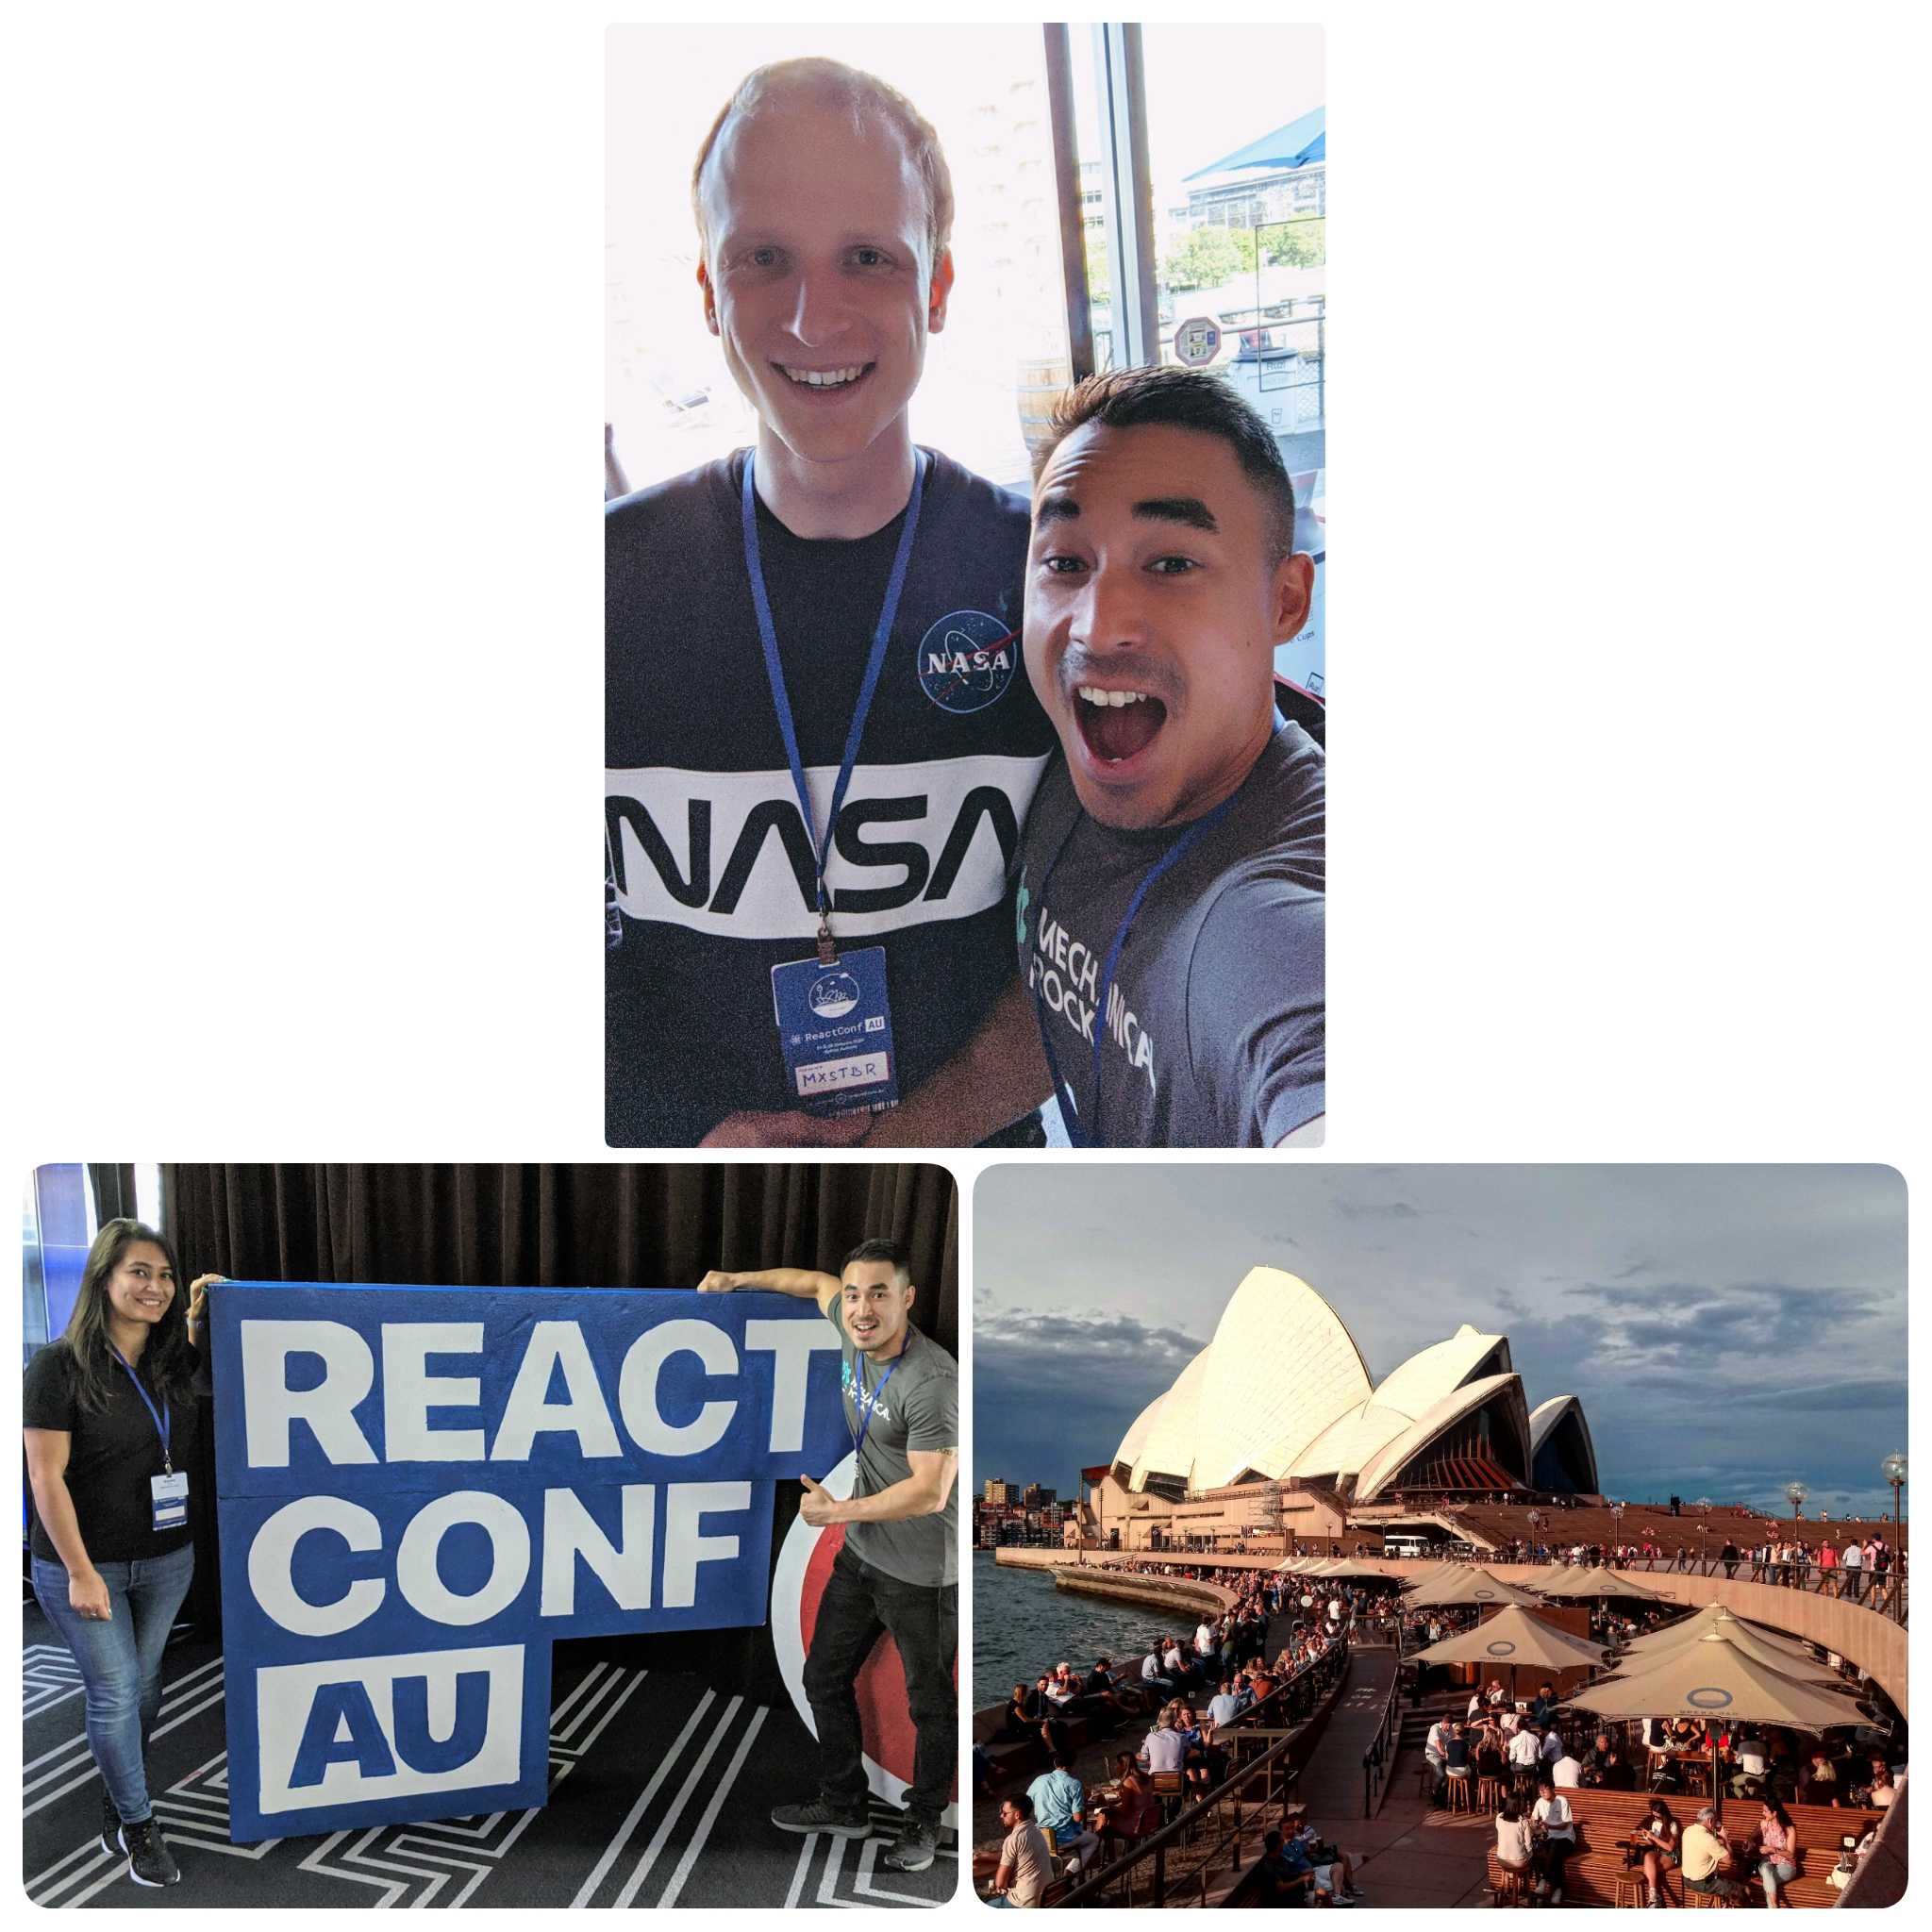 NASA
NASA
ReactConf AU
MXSTBR
MECHANICAL
ROCK
REACT
CONF
AU